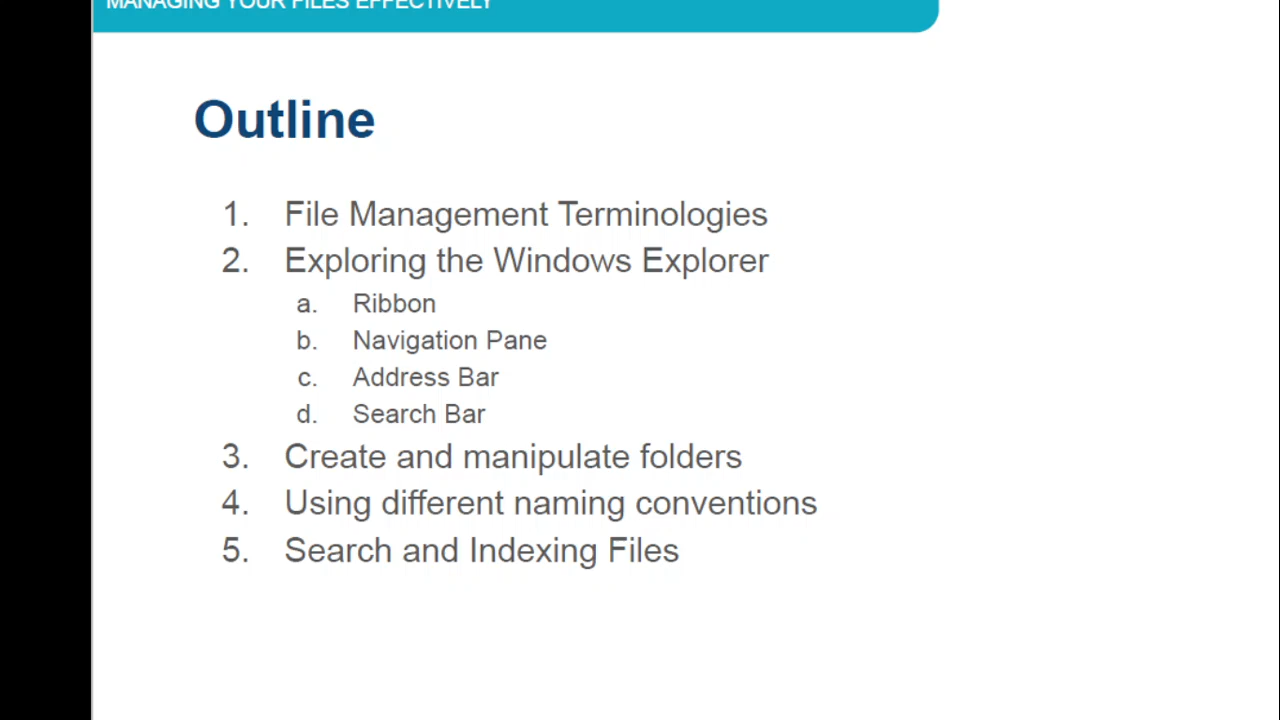 MANAGING YOUR FILES EFFECTIVELY
Outline
1. File Management Terminologies
2. Exploring the Windows Explorer
a. Ribbon
b. Navigation Pane
c. Address Bar
d. Search Bar
3. Create and manipulate folders
4. Using different naming conventions
5. Search and Indexing Files